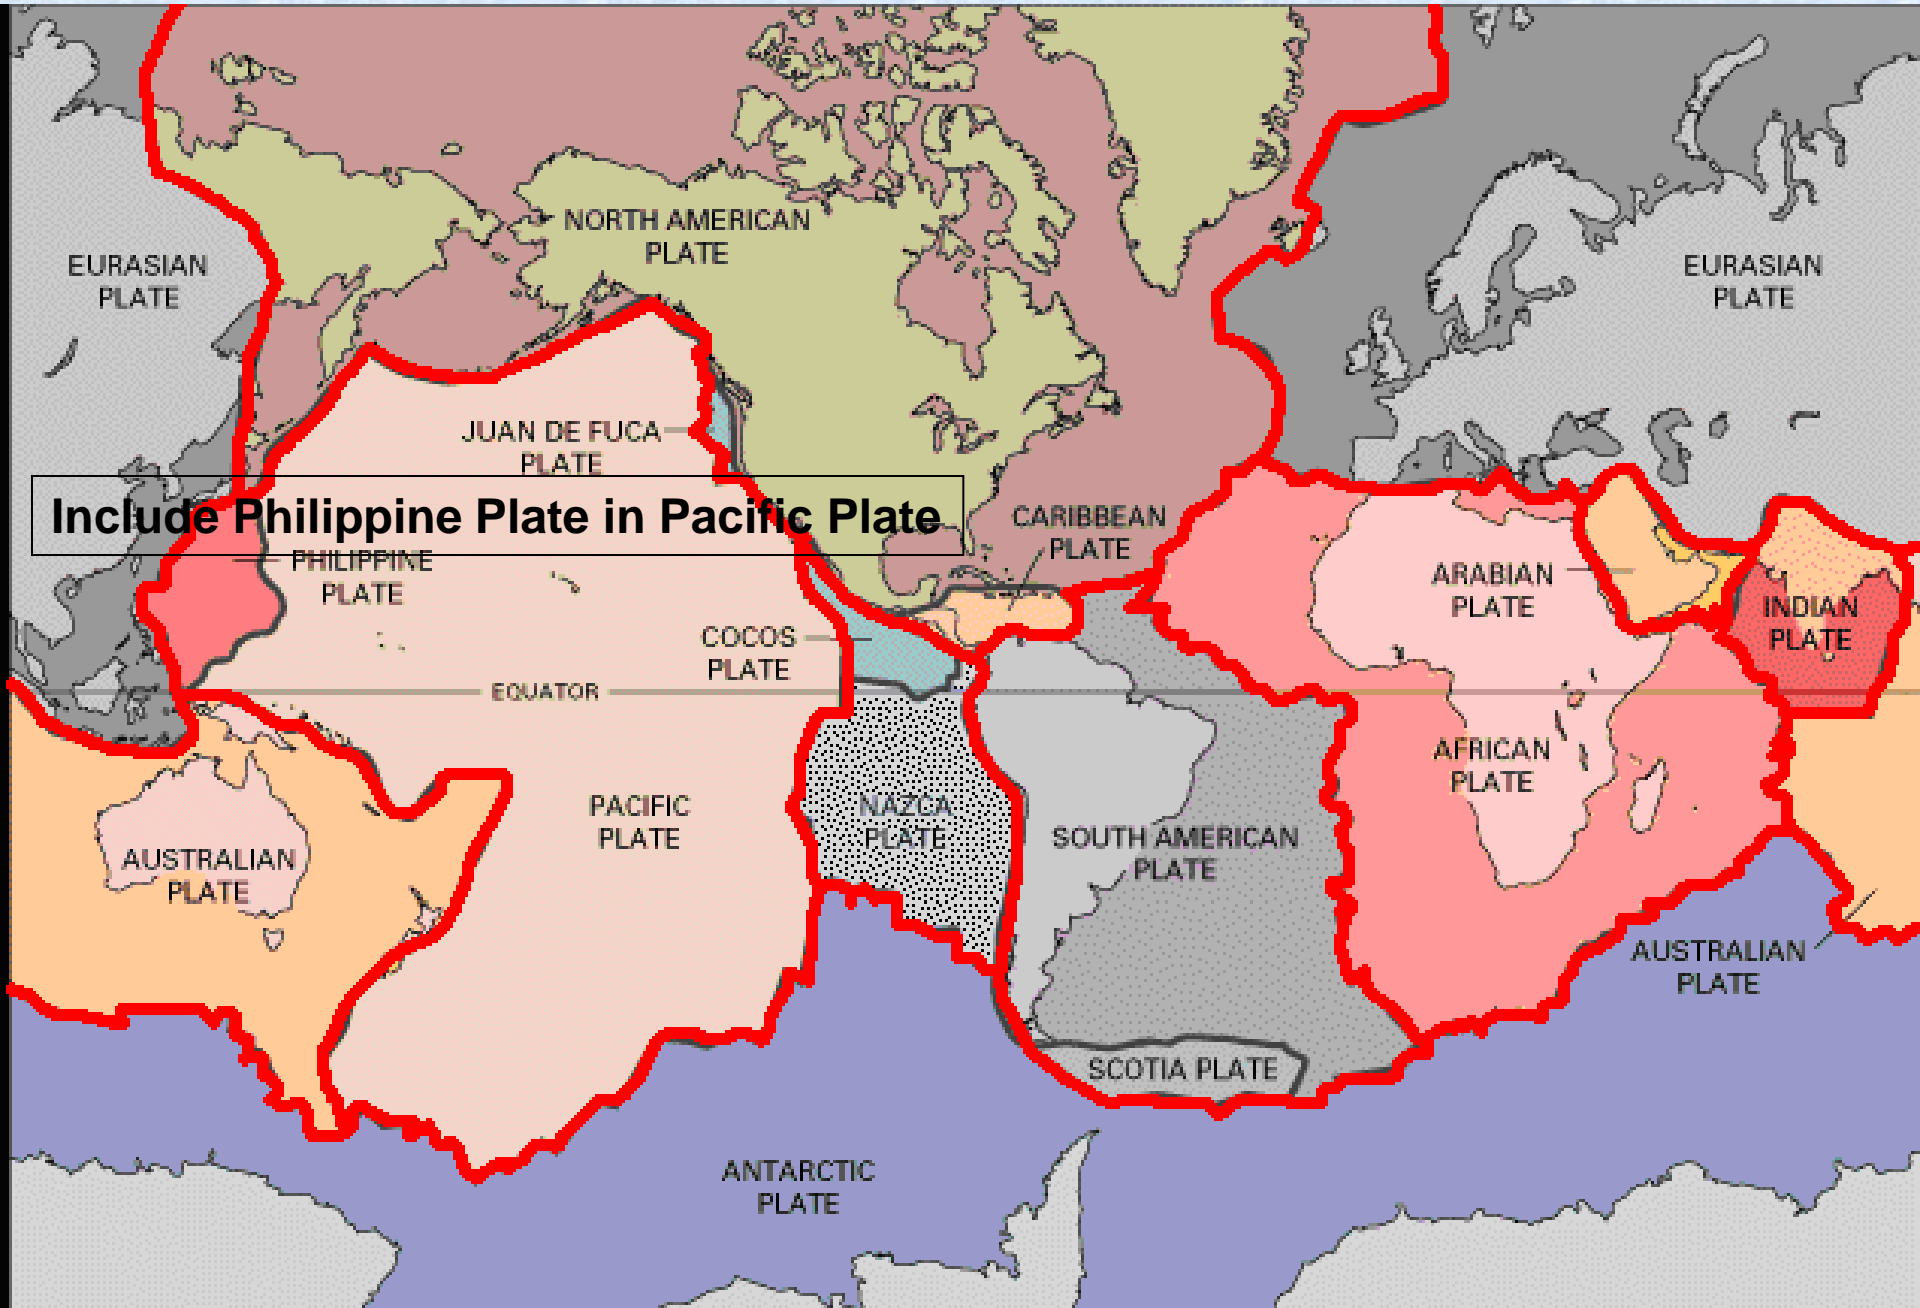 NORTH AMERICAN
PLATE
EURASIAN
PLATE
EURASIAN
PLATE
JUAN DE FUCA
PLATE
Include Philippine Plate in Pacific Plate
CARIBBEAN
PLATE
PHILIPPINE
PLATE
ARABIAN
PLATE
INDIAN
PLATE
COCOS
PLATE
EQUATOR
AFRICAN
PLATE
PACIFIC
PLATE
NAZCA
PLATE
SOUTH AMERICAN
PLATE
AUSTRALIAN
PLATE
AUSTRALIAN
PLATE
SCOTIA PLATE
ANTARCTIC
PLATE